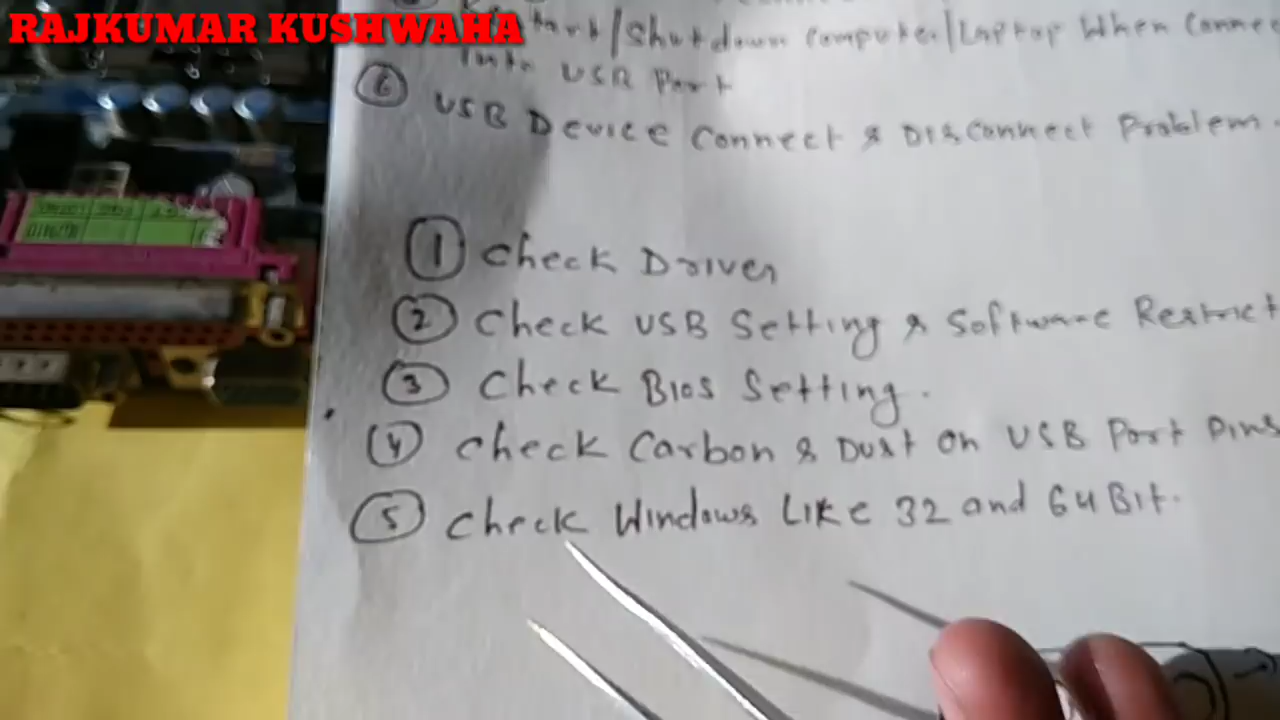 RAJKUMAR KUSHWAHA
/Shutdown Computer/Laptop When Connec
Into USB Port
6 USB Device Connect & Disconnect Problem.
1 Check Driver
2 Check USB Setting & Software Restrict
3 Check Bios Setting.
4 Check Carbon & Dust on USB Port Pins
5 Check Windows Like 32 and 64 Bit.